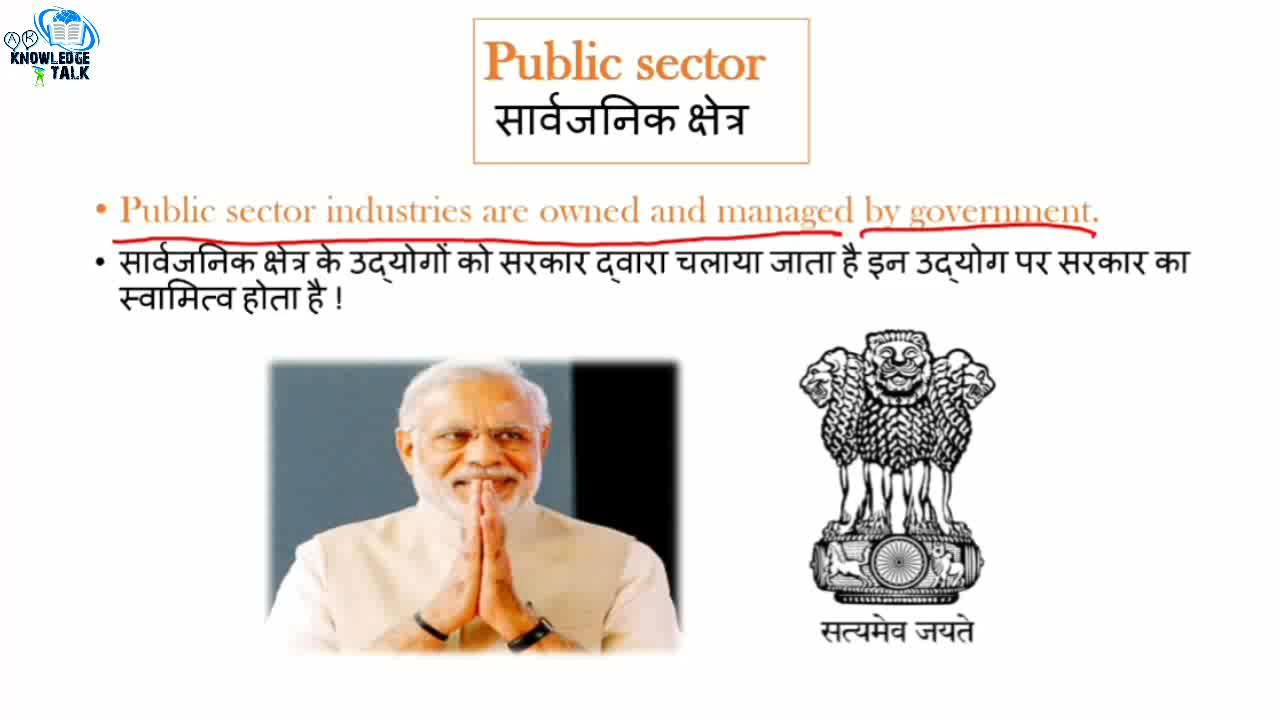 AK
KNOWLEDGE
TALK
Public sector
सार्वजनिक क्षेत्र
• Public sector industries are owned and managed by government.
• सार्वजनिक क्षेत्र के उद्योगों को सरकार द्वारा चलाया जाता है इन उद्योग पर सरकार का
स्वामित्व होता है !
सत्यमेव जयते